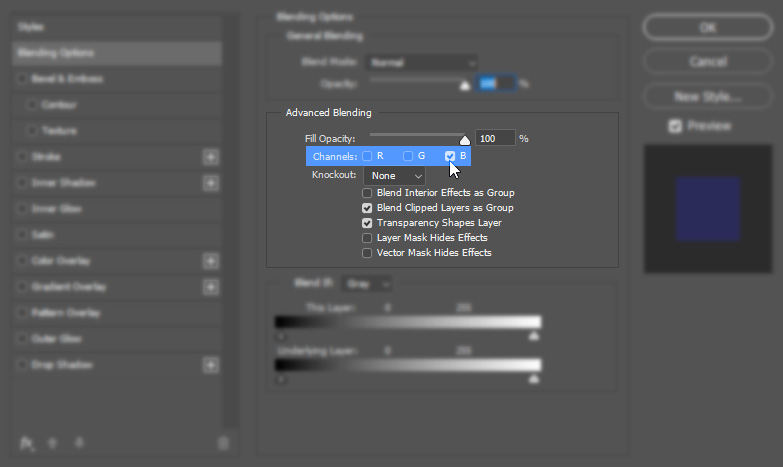 Styles
Blending Options
Bevel & Emboss
Contour
Texture
Stroke
Inner Shadow
Inner Glow
Satin
Color Overlay
Gradient Overlay
Pattern Overlay
Outer Glow
Drop Shadow
fx
Blending Options
General Blending
Blend Mode: Normal
Opacity: 100 %
Advanced Blending
Fill Opacity: 100 %
Channels: R G B
Knockout: None
Blend Interior Effects as Group
Blend Clipped Layers as Group
Transparency Shapes Layer
Layer Mask Hides Effects
Vector Mask Hides Effects
Blend If: Gray
This Layer: 0 255
Underlying Layer: 0 255
OK
Cancel
New Style...
Preview